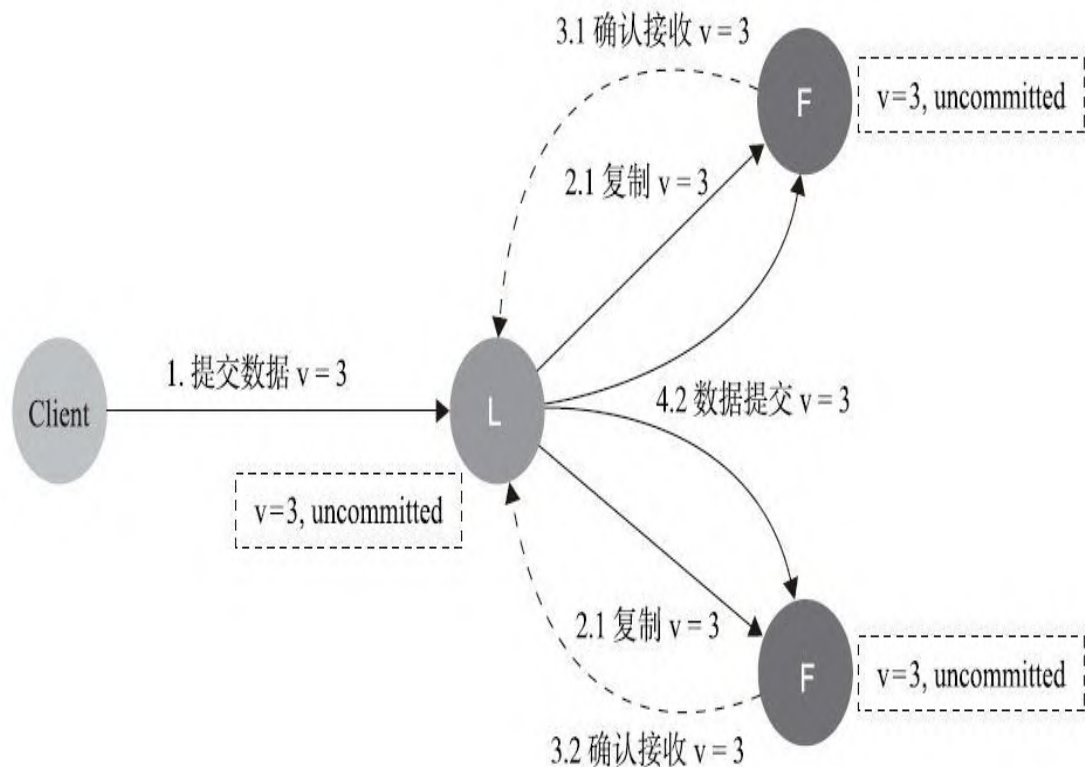 3.1 确认接收 v = 3
F
v=3, uncommitted
2.1 复制 v = 3
1. 提交数据 v = 3
Client
L
4.2 数据提交 v = 3
v=3, uncommitted
2.1 复制 v = 3
F
v=3, uncommitted
3.2 确认接收 v = 3